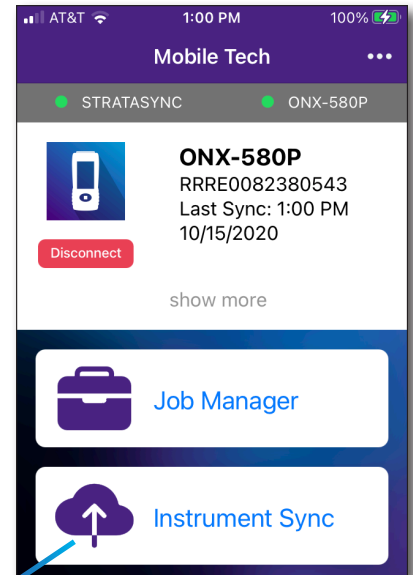 AT&T 1:00 PM 100%
Mobile Tech
STRATASYNC ONX-580P
ONX-580P
RRRE0082380543
Last Sync: 1:00 PM
10/15/2020
Disconnect
show more
Job Manager
Instrument Sync